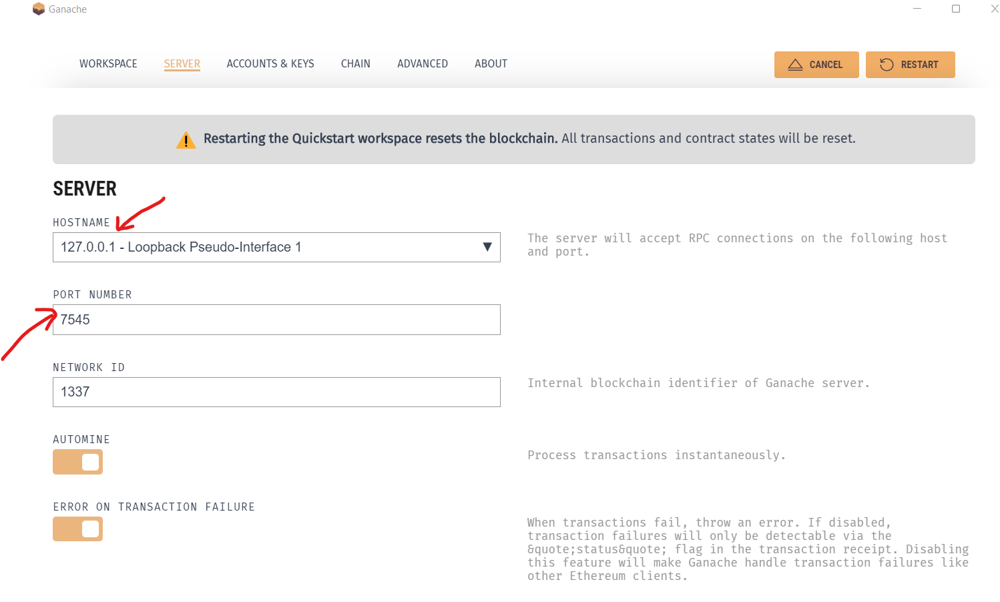 Ganache
WORKSPACE SERVER ACCOUNTS & KEYS CHAIN ADVANCED ABOUT CANCEL RESTART
Restarting the Quickstart workspace resets the blockchain. All transactions and contract states will be reset.
SERVER
HOSTNAME
127.0.0.1 - Loopback Pseudo-Interface 1
The server will accept RPC connections on the following host
and port.
PORT NUMBER
7545
NETWORK ID
1337
Internal blockchain identifier of Ganache server.
AUTOMINE
Process transactions instantaneously.
ERROR ON TRANSACTION FAILURE
When transactions fail, throw an error. If disabled,
transaction failures will only be detectable via the
&quote;status&quote; flag in the transaction receipt. Disabling
this feature will make Ganache handle transaction failures like
other Ethereum clients.